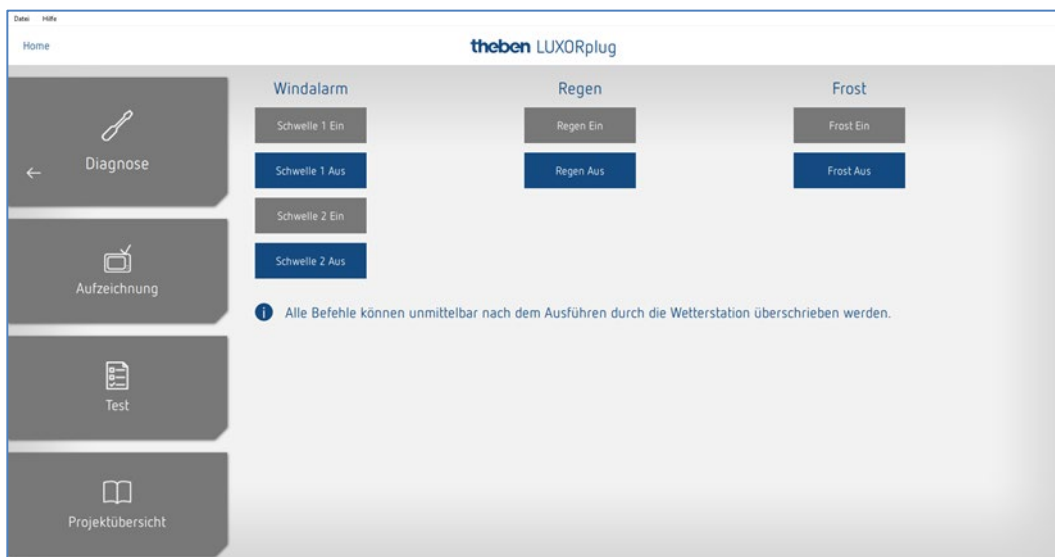 Datei Hilfe
Home
theben LUXORplug
Diagnose
Aufzeichnung
Test
Projektübersicht
Windalarm
Schwelle 1 Ein
Schwelle 1 Aus
Schwelle 2 Ein
Schwelle 2 Aus
Regen
Regen Ein
Regen Aus
Frost
Frost Ein
Frost Aus
Alle Befehle können unmittelbar nach dem Ausführen durch die Wetterstation überschrieben werden.